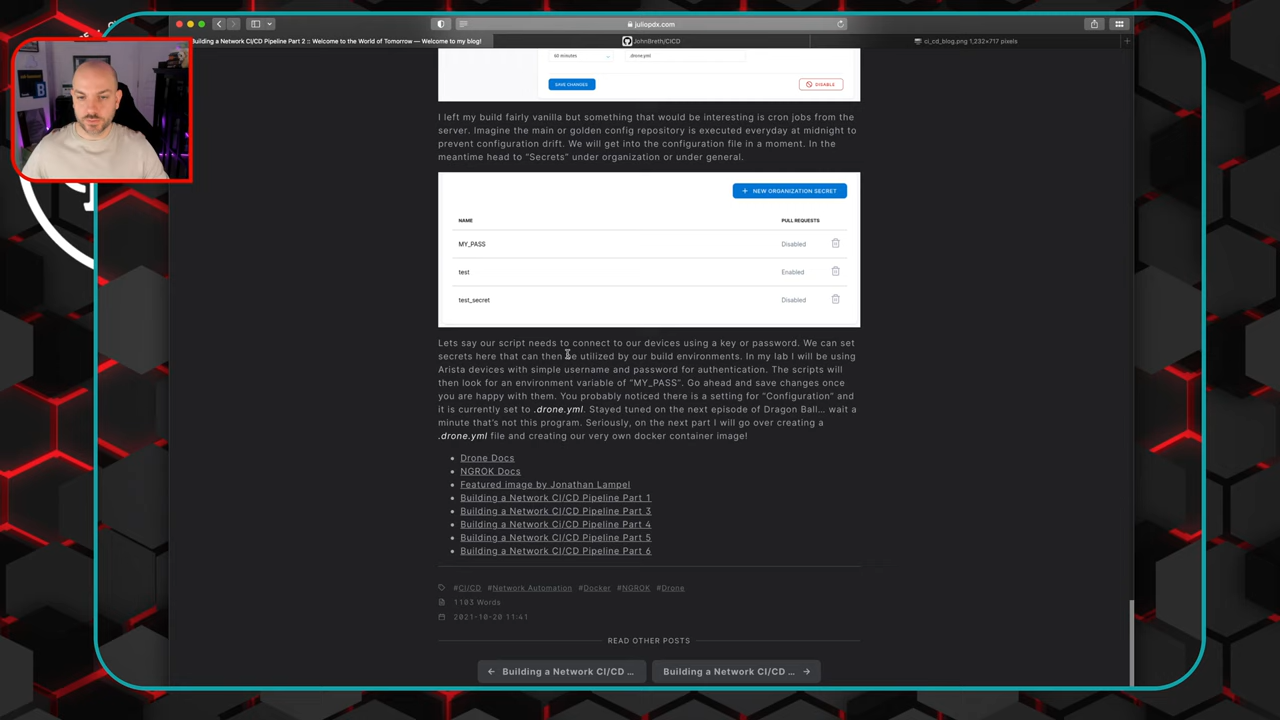 juliopdx.com
Building a Network CI/CD Pipeline Part 2 :: Welcome to the World of Tomorrow — Welcome to my blog!
JohnBreth/CICD
ci_cd_blog.png 1,232×717 pixels
60 minutes
.drone.yml
SAVE CHANGES
DISABLE
I left my build fairly vanilla but something that would be interesting is cron jobs from the
server. Imagine the main or golden config repository is executed everyday at midnight to
prevent configuration drift. We will get into the configuration file in a moment. In the
meantime head to “Secrets” under organization or under general.
+ NEW ORGANIZATION SECRET
NAME PULL REQUESTS
MY_PASS Disabled
test Enabled
test_secret Disabled
Lets say our script needs to connect to our devices using a key or password. We can set
secrets here that can then be utilized by our build environments. In my lab I will be using
Arista devices with simple username and password for authentication. The scripts will
then look for an environment variable of “MY_PASS”. Go ahead and save changes once
you are happy with them. You probably noticed there is a setting for “Configuration” and
it is currently set to .drone.yml. Stayed tuned on the next episode of Dragon Ball… wait a
minute that’s not this program. Seriously, on the next part I will go over creating a
.drone.yml file and creating our very own docker container image!
• Drone Docs
• NGROK Docs
• Featured image by Jonathan Lampel
• Building a Network CI/CD Pipeline Part 1
• Building a Network CI/CD Pipeline Part 3
• Building a Network CI/CD Pipeline Part 4
• Building a Network CI/CD Pipeline Part 5
• Building a Network CI/CD Pipeline Part 6
#CI/CD #Network Automation #Docker #NGROK #Drone
1103 Words
2021-10-20 11:41
READ OTHER POSTS
← Building a Network CI/CD … Building a Network CI/CD … →